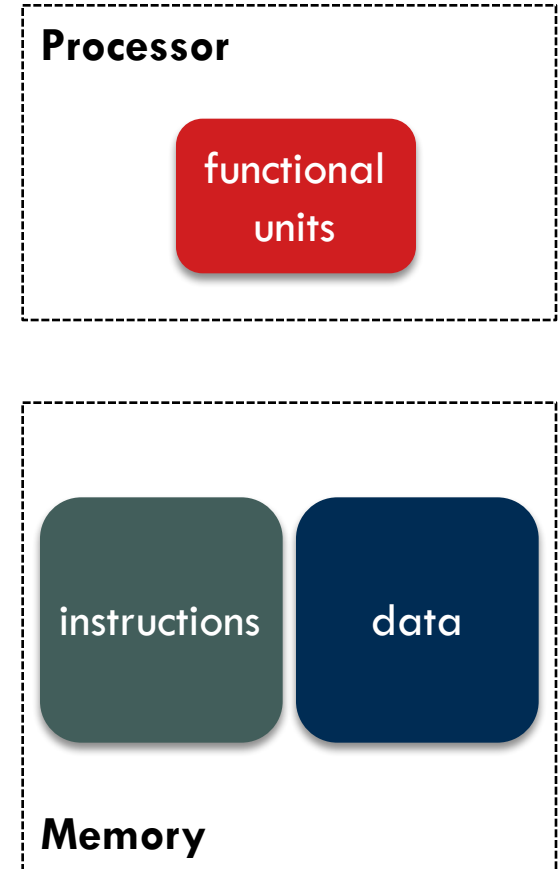 Processor
functional
units
instructions
data
Memory